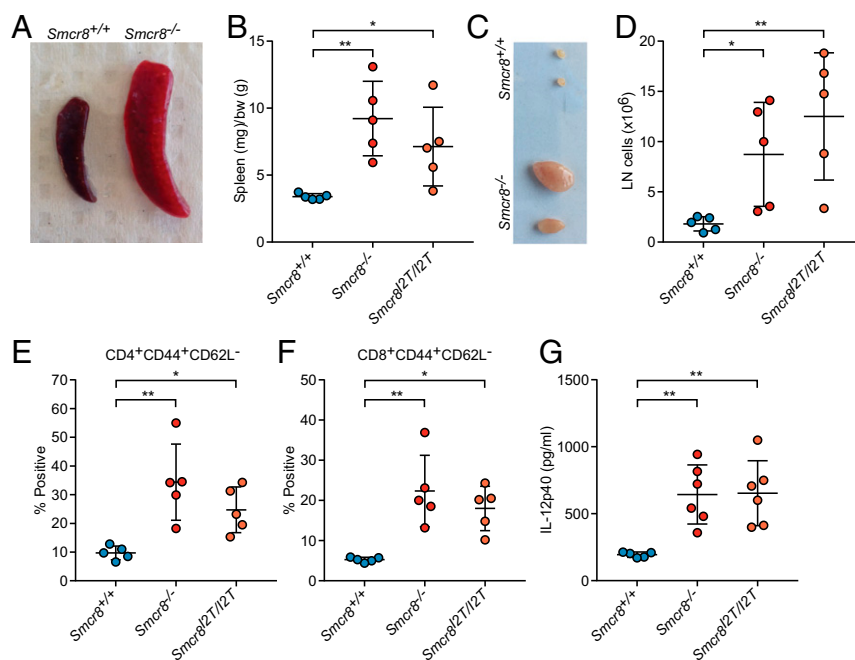 A
Smcr8+/+ Smcr8-/-
B
Spleen (mg)/bw (g)
15
10
5
0
*
**
Smcr8+/+
Smcr8-/-
Smcr8I2T/I2T
C
Smcr8+/+
Smcr8-/-
D
LN cells (x10⁶)
20
15
10
5
0
**
*
Smcr8+/+
Smcr8-/-
Smcr8I2T/I2T
E
CD4+CD44+CD62L-
% Positive
70
60
50
40
30
20
10
0
*
**
Smcr8+/+
Smcr8-/-
Smcr8I2T/I2T
F
CD8+CD44+CD62L-
% Positive
50
40
30
20
10
0
*
**
Smcr8+/+
Smcr8-/-
Smcr8I2T/I2T
G
IL-12p40 (pg/ml)
1500
1000
500
0
**
**
Smcr8+/+
Smcr8-/-
Smcr8I2T/I2T